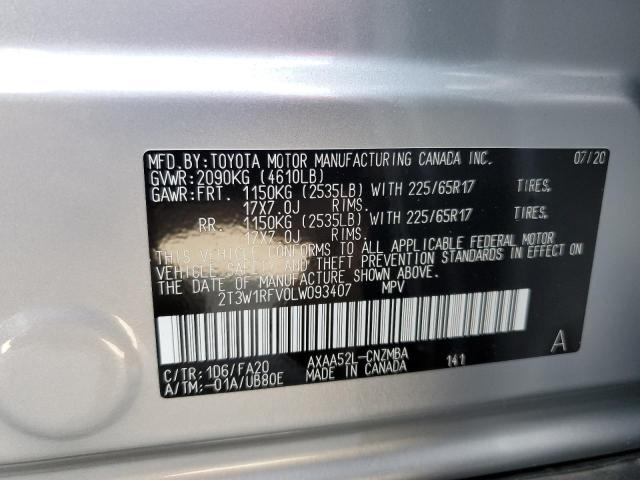 MFD.BY:TOYOTA MOTOR MANUFACTURING CANADA INC. 07/20
GVWR:2090KG (4610LB)
GAWR:FRT. 1150KG (2535LB) WITH 225/65R17 TIRES,
17X7.0J RIMS,
RR. 1150KG (2535LB) WITH 225/65R17 TIRES,
17X7.0J RIMS.
THIS VEHICLE CONFORMS TO ALL APPLICABLE FEDERAL MOTOR
VEHICLE SAFETY AND THEFT PREVENTION STANDARDS IN EFFECT ON
THE DATE OF MANUFACTURE SHOWN ABOVE.
2T3W1RFV0LW093407 MPV
A
C/TR:1D6/FA20 AXAA52L-CNZMBA 141
A/TM:-01A/UB80E MADE IN CANADA